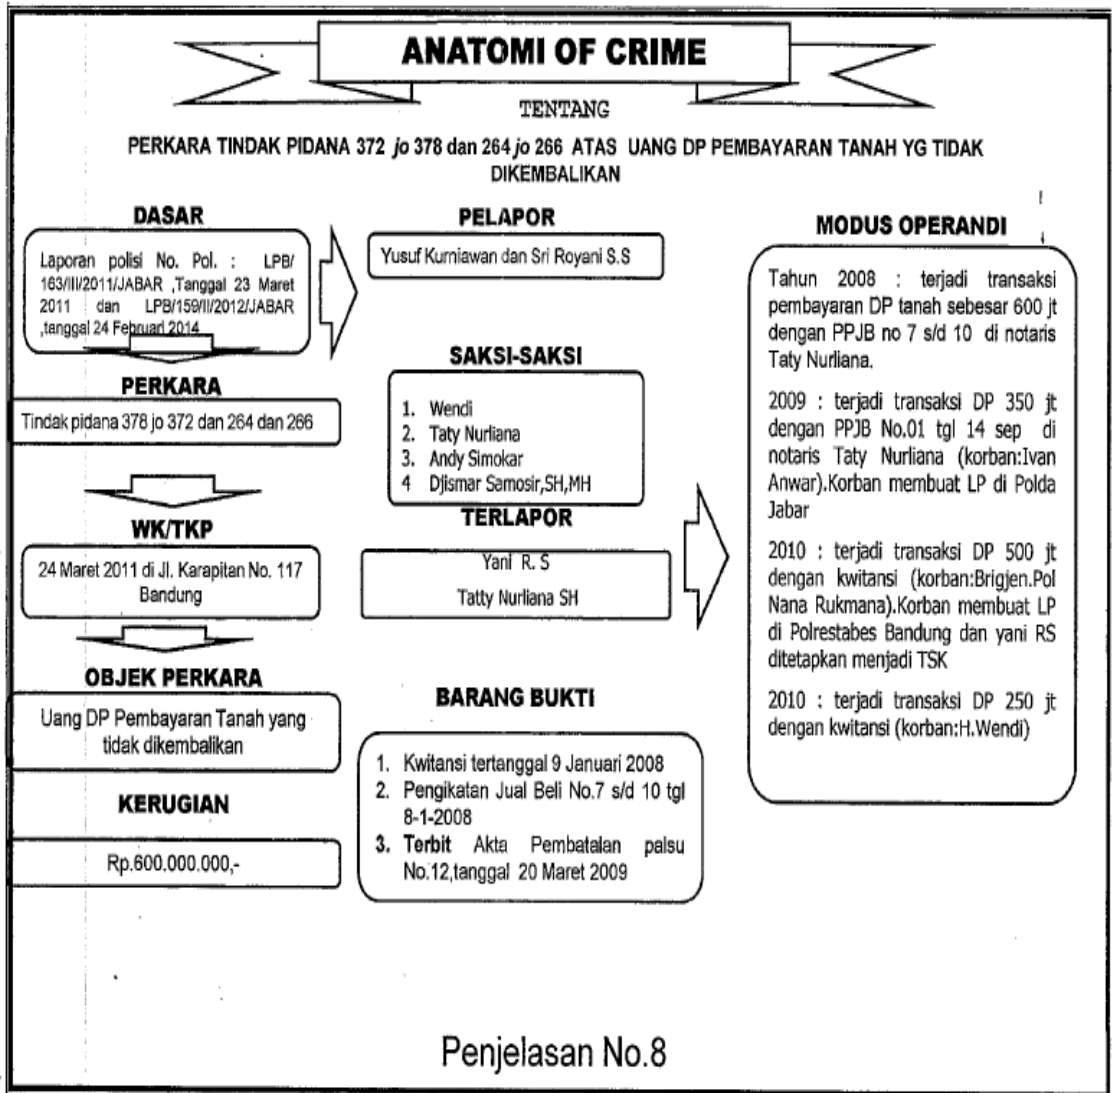 ANATOMI OF CRIME
TENTANG
PERKARA TINDAK PIDANA 372 jo 378 dan 264 jo 266 ATAS UANG DP PEMBAYARAN TANAH YG TIDAK
DIKEMBALIKAN
DASAR
Laporan polisi No. Pol. : LPB/
163/III/2011/JABAR ,Tanggal 23 Maret
2011 dan LPB/159/II/2012/JABAR
,tanggal 24 Februari 2014
PERKARA
Tindak pidana 378 jo 372 dan 264 dan 266
WK/TKP
24 Maret 2011 di Jl. Karapitan No. 117
Bandung
OBJEK PERKARA
Uang DP Pembayaran Tanah yang
tidak dikembalikan
KERUGIAN
Rp.600.000.000,-
PELAPOR
Yusuf Kurniawan dan Sri Royani S.S
SAKSI-SAKSI
1. Wendi
2. Taty Nurliana
3. Andy Simokar
4 Djismar Samosir,SH,MH
TERLAPOR
Yani R. S
Tatty Nurliana SH
BARANG BUKTI
1. Kwitansi tertanggal 9 Januari 2008
2. Pengikatan Jual Beli No.7 s/d 10 tgl
8-1-2008
3. Terbit Akta Pembatalan palsu
No.12,tanggal 20 Maret 2009
MODUS OPERANDI
Tahun 2008 : terjadi transaksi
pembayaran DP tanah sebesar 600 jt
dengan PPJB no 7 s/d 10 di notaris
Taty Nurliana.
2009 : terjadi transaksi DP 350 jt
dengan PPJB No.01 tgl 14 sep di
notaris Taty Nurliana (korban:Ivan
Anwar).Korban membuat LP di Polda
Jabar
2010 : terjadi transaksi DP 500 jt
dengan kwitansi (korban:Brigjen.Pol
Nana Rukmana).Korban membuat LP
di Polrestabes Bandung dan yani RS
ditetapkan menjadi TSK
2010 : terjadi transaksi DP 250 jt
dengan kwitansi (korban:H.Wendi)
Penjelasan No.8